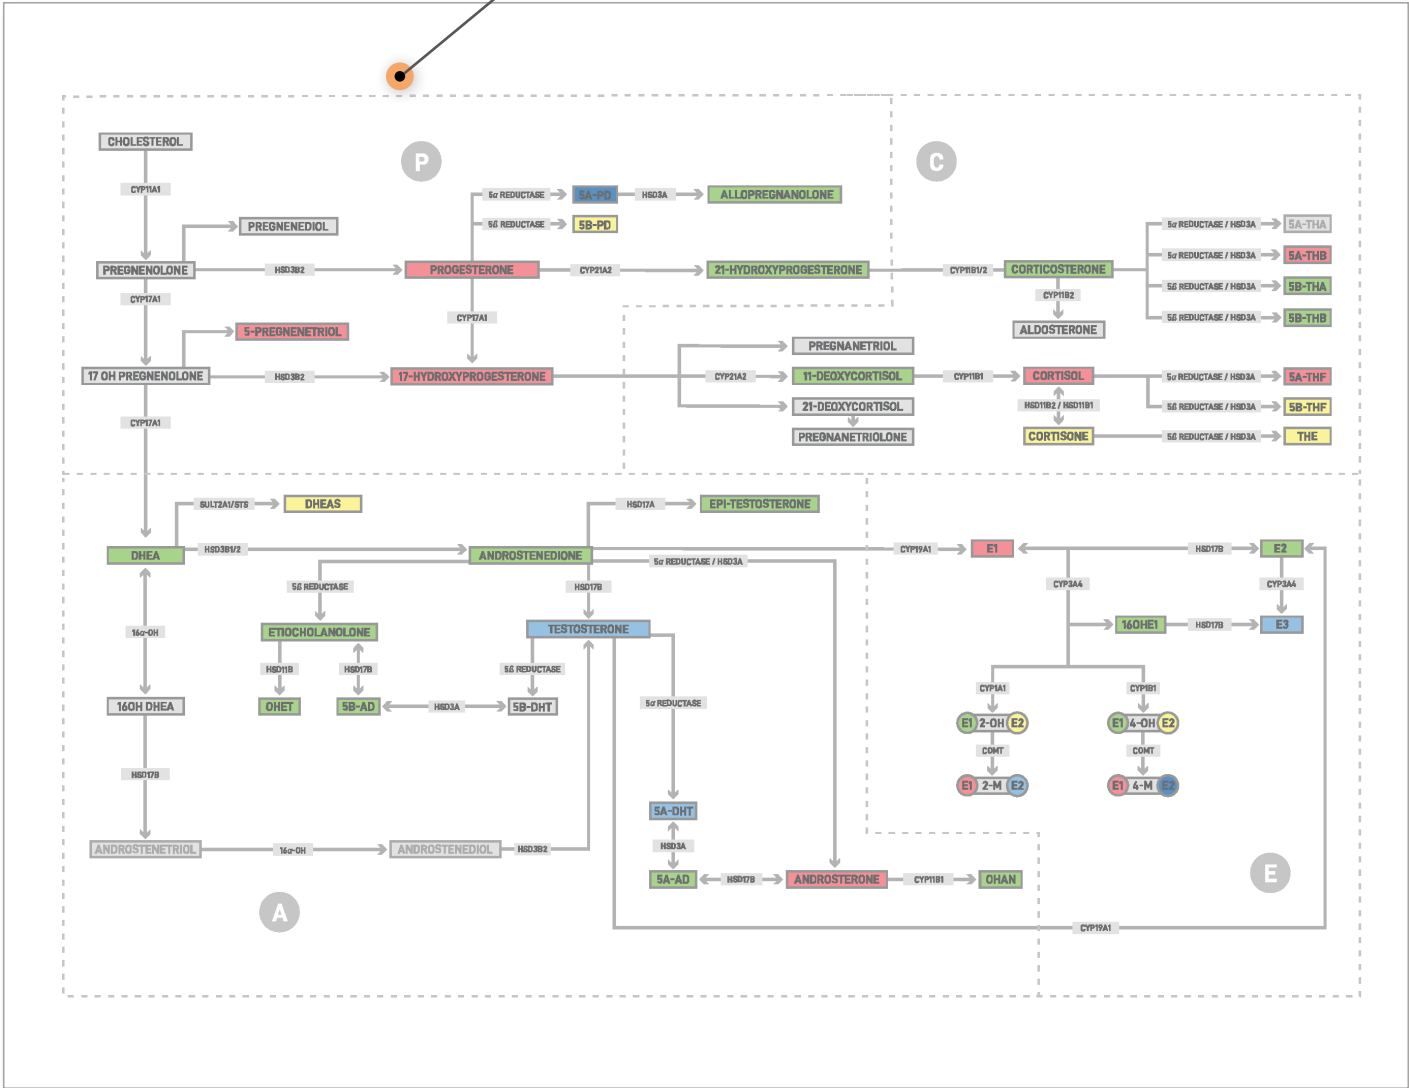 CHOLESTEROL
P
C
CYP11A1
5α REDUCTASE
5A-PD
HSD3A
ALLOPREGNANOLONE
PREGNENEDIOL
5ß REDUCTASE
5B-PD
5α REDUCTASE / HSD3A
5A-THA
5α REDUCTASE / HSD3A
5A-THB
PREGNENOLONE
HSD3B2
PROGESTERONE
CYP21A2
21-HYDROXYPROGESTERONE
CYP11B1/2
CORTICOSTERONE
5ß REDUCTASE / HSD3A
5B-THA
CYP17A1
CYP11B2
CYP17A1
5ß REDUCTASE / HSD3A
5B-THB
5-PREGNENETRIOL
ALDOSTERONE
PREGNANETRIOL
17 OH PREGNENOLONE
HSD3B2
17-HYDROXYPROGESTERONE
CYP21A2
11-DEOXYCORTISOL
CYP11B1
CORTISOL
5α REDUCTASE / HSD3A
5A-THF
21-DEOXYCORTISOL
HSD11B2 / HSD11B1
5ß REDUCTASE / HSD3A
5B-THF
CYP17A1
PREGNANETRIOLONE
CORTISONE
5ß REDUCTASE / HSD3A
THE
SULT2A1/STS
DHEAS
HSD17A
EPI-TESTOSTERONE
DHEA
HSD3B1/2
ANDROSTENEDIONE
CYP19A1
E1
HSD17B
E2
5α REDUCTASE / HSD3A
5ß REDUCTASE
HSD17B
CYP3A4
CYP3A4
16α-OH
ETIOCHOLANOLONE
TESTOSTERONE
16OHE1
HSD17B
E3
HSD11B
HSD17B
5ß REDUCTASE
CYP1A1
CYP1B1
16OH DHEA
OHET
5B-AD
HSD3A
5B-DHT
5α REDUCTASE
E1 2-OH E2
E1 4-OH E2
COMT
COMT
HSD17B
E1 2-M E2
E1 4-M E2
5A-DHT
ANDROSTENETRIOL
16α-OH
ANDROSTENEDIOL
HSD3B2
HSD3A
5A-AD
HSD17B
ANDROSTERONE
CYP11B1
OHAN
E
A
CYP19A1